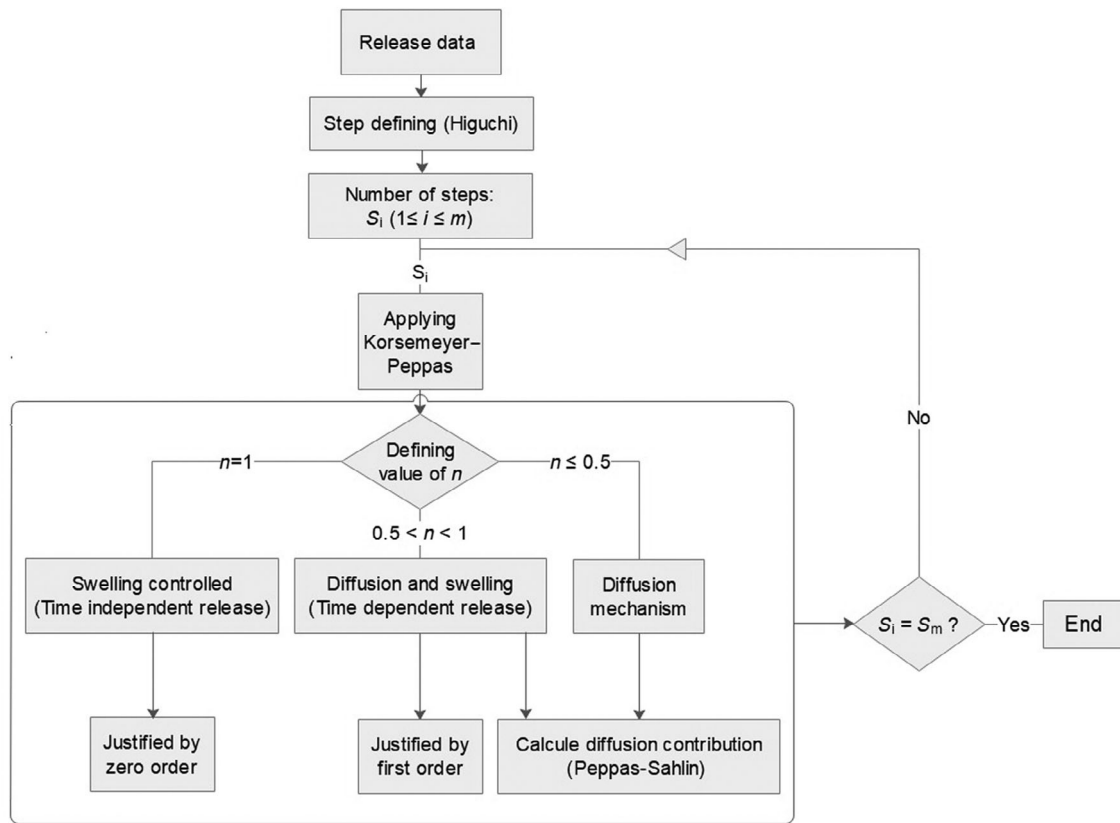 Release data
Step defining (Higuchi)
Number of steps:
Si (1≤ i ≤ m)
Si
Applying
Korsemeyer–
Peppas
Defining
value of n
n=1
n ≤ 0.5
0.5 < n < 1
No
Swelling controlled
(Time independent release)
Diffusion and swelling
(Time dependent release)
Diffusion
mechanism
Si = Sm ?
Yes
End
Justified by
zero order
Justified by
first order
Calcule diffusion contribution
(Peppas-Sahlin)